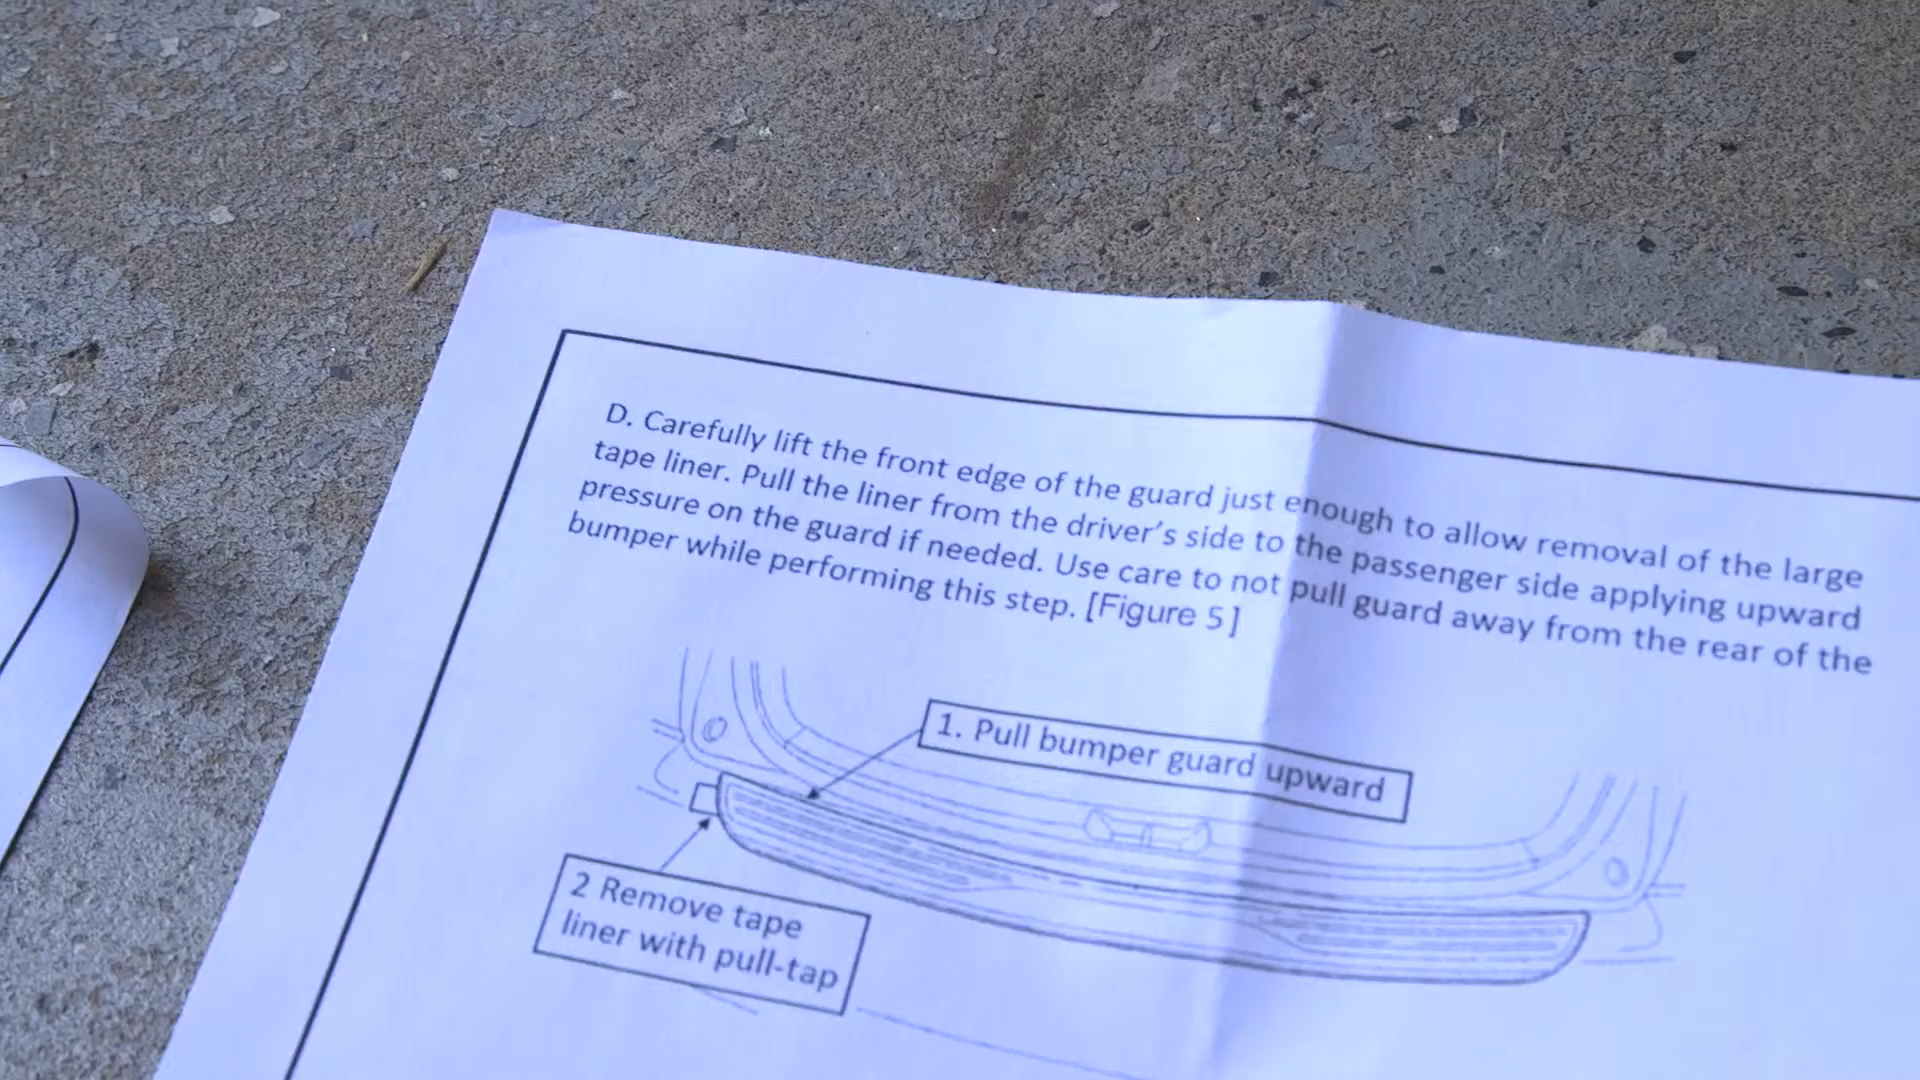 D. Carefully lift the front edge of the guard just enough to allow removal of the large
tape liner. Pull the liner from the driver's side to the passenger side applying upward
pressure on the guard if needed. Use care to not pull guard away from the rear of the
bumper while performing this step. [Figure 5]
1. Pull bumper guard upward
2 Remove tape
liner with pull-tap